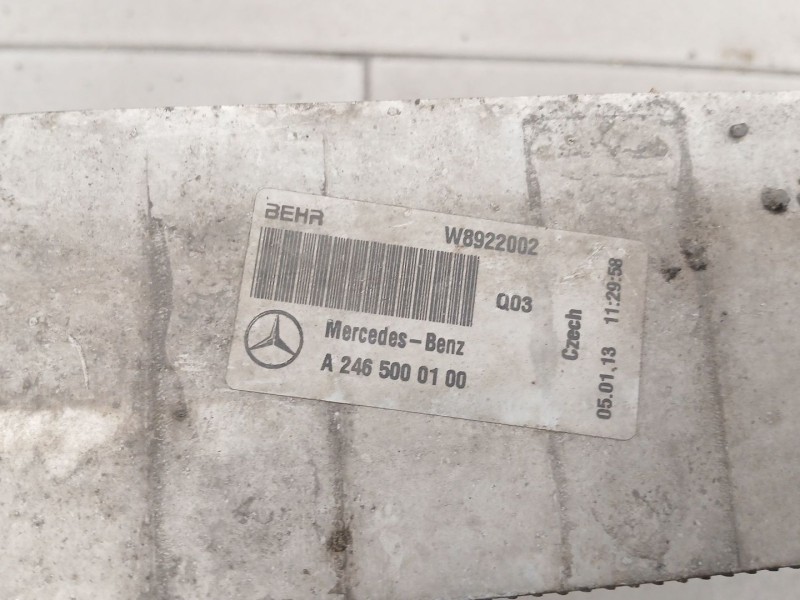 BEHR
W8922002
Q03
Mercedes-Benz
A 246 500 01 00
Czech
05.01,13 11:29:58